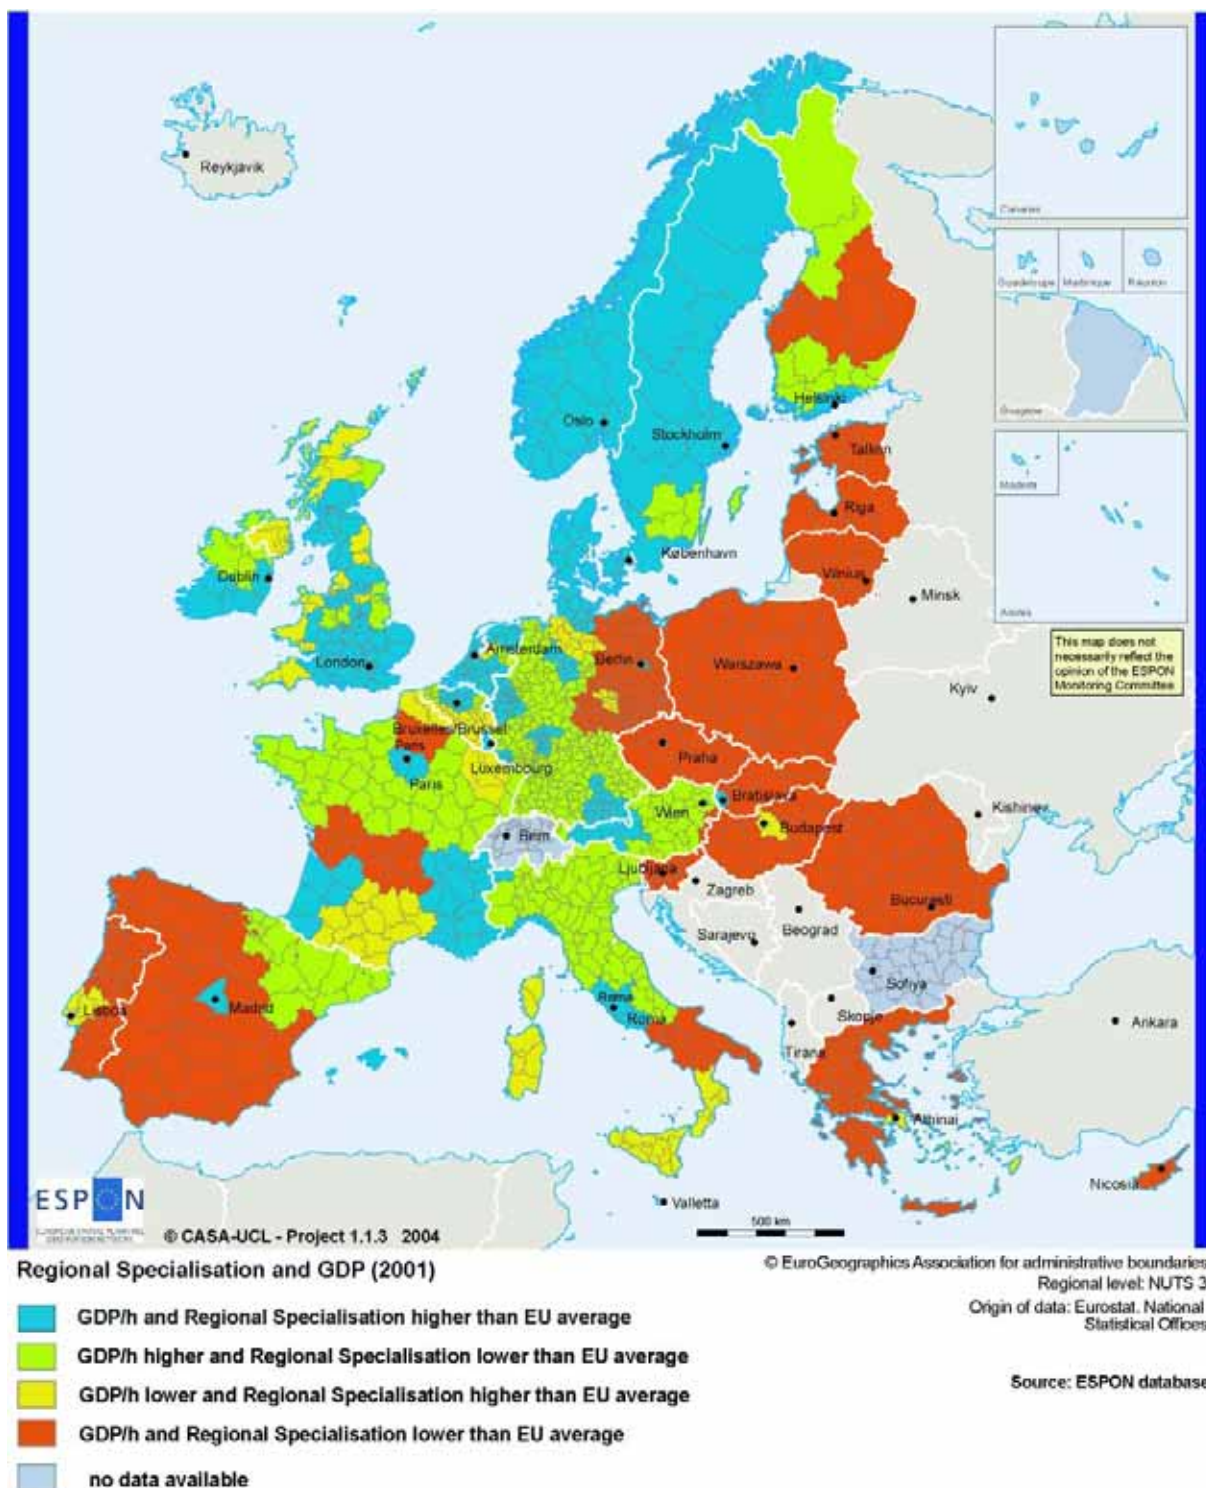 Reykjavik
Canaries
Guadeloupe
Martinique
Réunion
Guayane
Madeira
Helsinki
Oslo
Stockholm
Tallinn
Riga
København
Vilnius
Minsk
Dublin
London
Amsterdam
Berlin
Warszawa
Kyiv
This map does not
necessarily reflect the
opinion of the ESPON
Monitoring Committee
Bruxelles/Brussel
Paris
Luxembourg
Paris
Praha
Wien
Bratislava
Kishinev
Bern
Budapest
Ljubljana
Zagreb
Bucuresti
Beograd
Sarajevo
Sofiya
Madrid
Lisboa
Roma
Roma
Skopje
Ankara
Tirana
Athinai
Nicosia
Valletta
ESPON
500 km
© CASA-UCL - Project 1.1.3 2004
Regional Specialisation and GDP (2001)
© EuroGeographics Association for administrative boundaries
Regional level: NUTS 3
Origin of data: Eurostat. National
Statistical Offices
GDP/h and Regional Specialisation higher than EU average
GDP/h higher and Regional Specialisation lower than EU average
GDP/h lower and Regional Specialisation higher than EU average
GDP/h and Regional Specialisation lower than EU average
no data available
Source: ESPON database